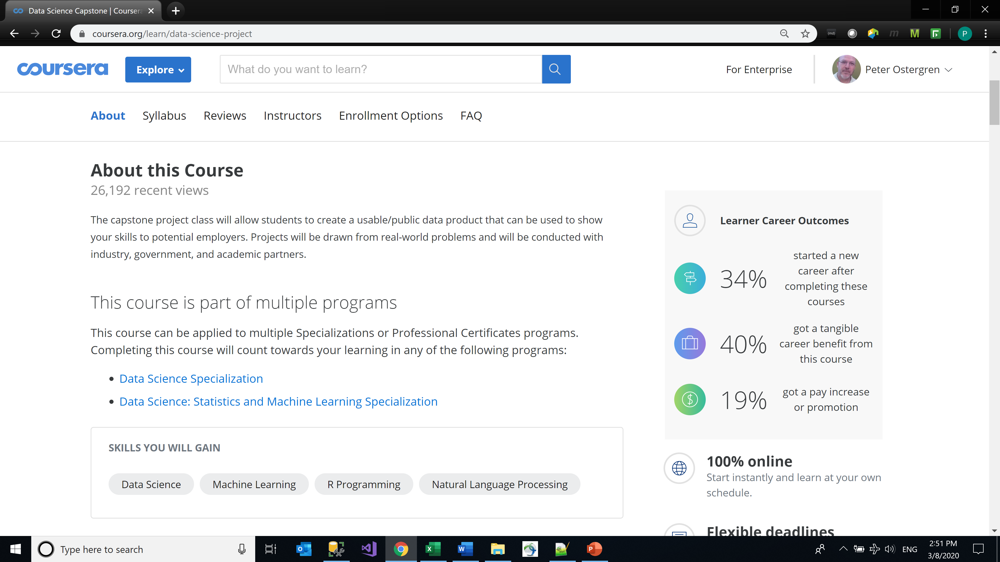 Data Science Capstone | Coursera
coursera.org/learn/data-science-project
(md)
m
M
P
coursera
Explore
What do you want to learn?
For Enterprise
Peter Ostergren
About
Syllabus
Reviews
Instructors
Enrollment Options
FAQ
About this Course
26,192 recent views
The capstone project class will allow students to create a usable/public data product that can be used to show
your skills to potential employers. Projects will be drawn from real-world problems and will be conducted with
industry, government, and academic partners.
This course is part of multiple programs
This course can be applied to multiple Specializations or Professional Certificates programs.
Completing this course will count towards your learning in any of the following programs:
Data Science Specialization
Data Science: Statistics and Machine Learning Specialization
SKILLS YOU WILL GAIN
Data Science
Machine Learning
R Programming
Natural Language Processing
Learner Career Outcomes
34%
started a new
career after
completing these
courses
40%
got a tangible
career benefit from
this course
$
19%
got a pay increase
or promotion
100% online
Start instantly and learn at your own
schedule.
Flexible deadlines
Type here to search
O
X
W
P
ENG
2:51 PM
3/8/2020